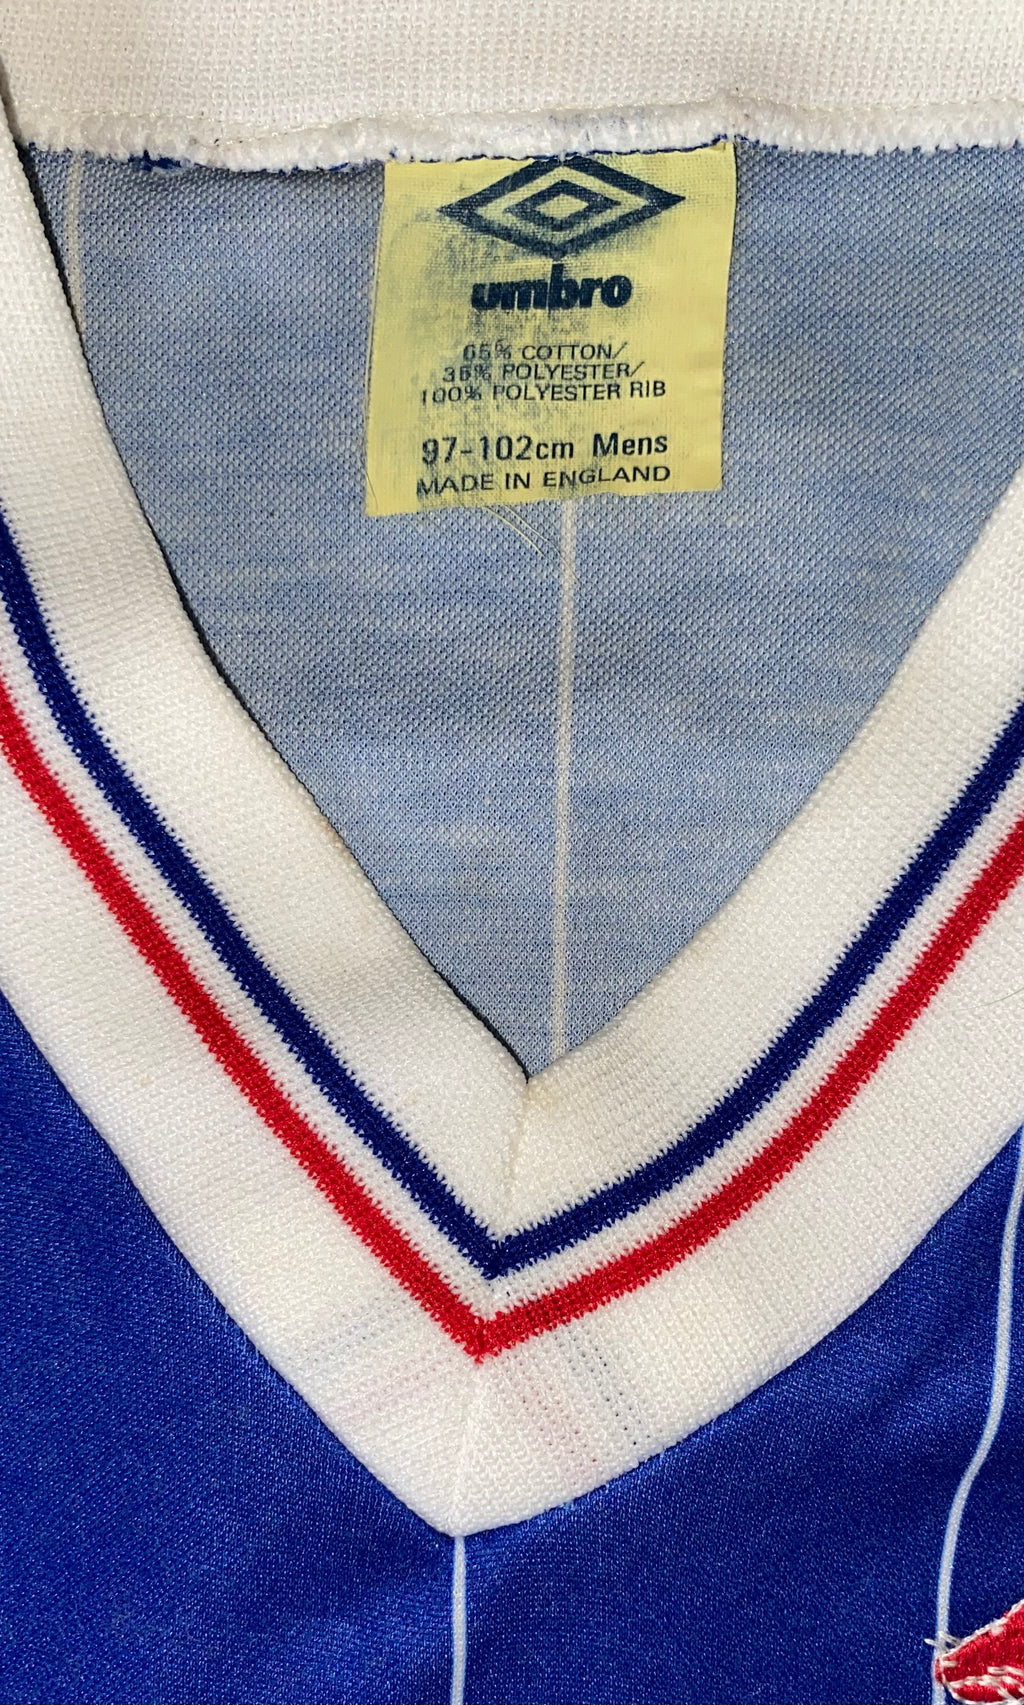 umbro
65% COTTON/
35% POLYESTER/
100% POLYESTER RIB
97-102cm Mens
MADE IN ENGLAND